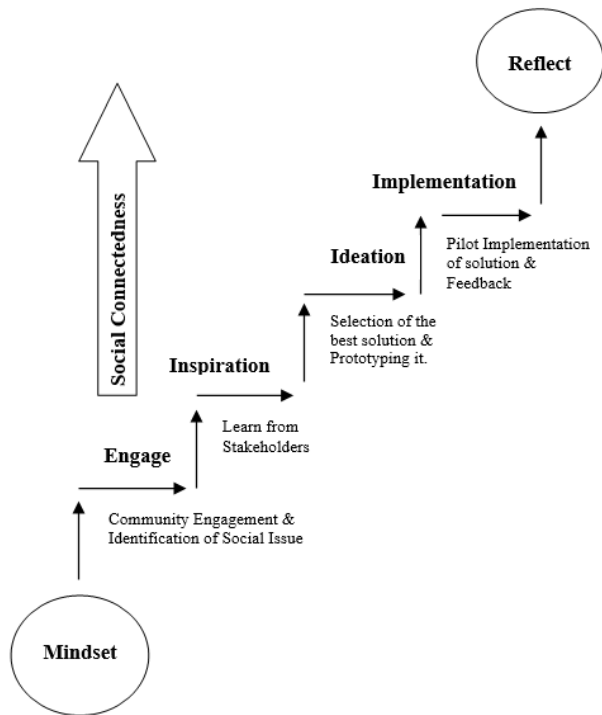 Reflect
Implementation
Pilot Implementation
of solution &
Feedback
Ideation
Selection of the
best solution &
Prototyping it.
Social Connectedness
Inspiration
Learn from
Stakeholders
Engage
Community Engagement &
Identification of Social Issue
Mindset